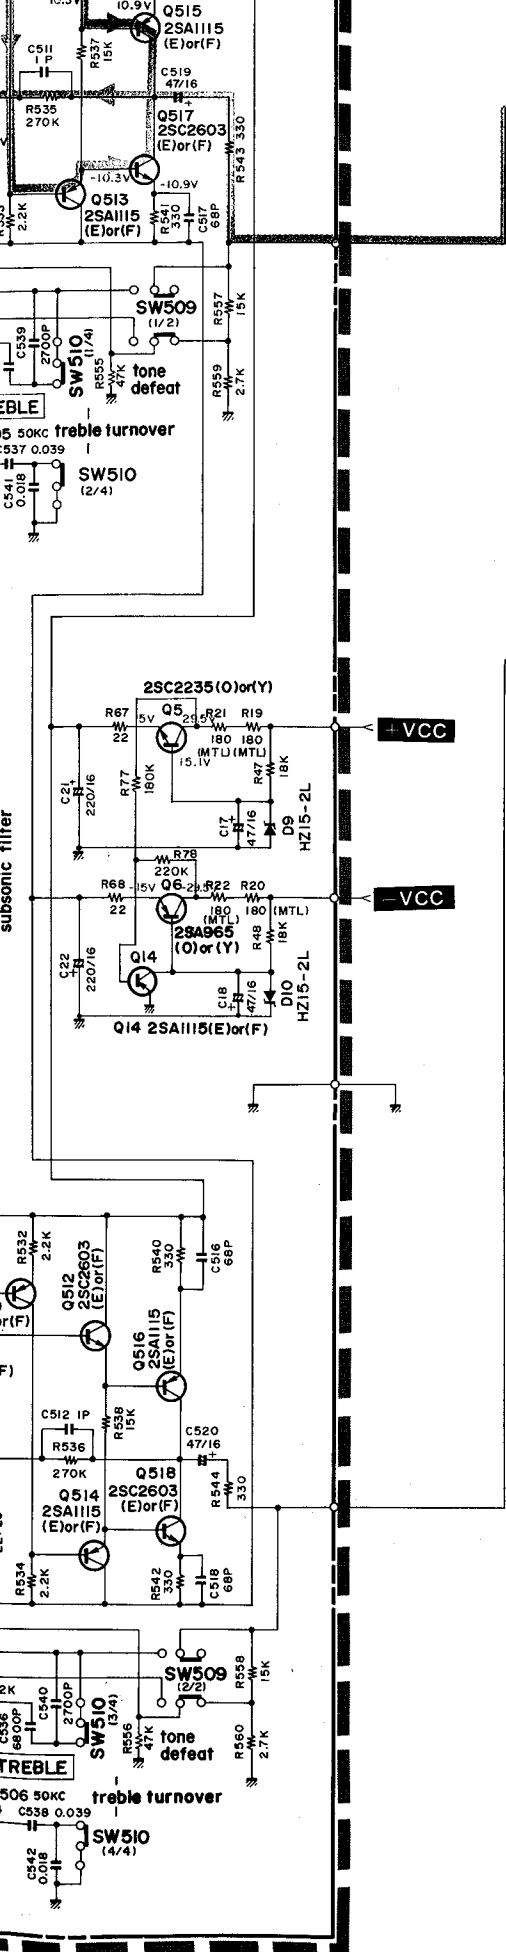 10.9V
Q515
2SA1115
(E)or(F)
R537
15K
C511
1P
C519
47/16
+
R535
270K
Q517
2SC2603
(E)or(F)
R543 330
-10.3V
-10.9V
Q513
2SA1115
(E)or(F)
2.2K
R541
330
C517
68P
SW509
(1/2)
R557
15K
C539
2700P
SW510
(1/4)
R555
47K
tone
defeat
R559
2.7K
EBLE
50KC
treble turnover
C537 0.039
SW510
(2/4)
C541
0.018
2SC2235(O)or(Y)
R67
22
15V
Q5
29.5V
R21
180
(MTL)
R19
180
(MTL)
15.1V
+VCC
R77
180K
R47
18K
C21
+
220/16
C17
+
47/16
D9
HZ15-2L
subsonic filter
R78
220K
R68
22
-15V
Q6
-29.5V
R22
180
(MTL)
R20
180 (MTL)
-VCC
2SA965
(O)or(Y)
R48
18K
C22
+
220/16
Q14
C18
+
47/16
D10
HZ15-2L
Q14 2SA1115(E)or(F)
R532
2.2K
Q512
2SC2603
(E)or(F)
R540
330
C516
68P
or(F)
Q516
2SA1115
(E)or(F)
F)
C512 1P
R538
15K
C520
47/16
+
R536
270K
Q518
2SC2603
(E)or(F)
R544
330
Q514
2SA1115
(E)or(F)
R534
2.2K
R542
330
C518
68P
SW509
(2/2)
R558
15K
2K
C536
6800P
C540
2700P
SW510
(3/4)
R556
47K
tone
defeat
R560
2.7K
TREBLE
506 50KC
treble turnover
C538 0.039
SW510
(4/4)
C542
0.018